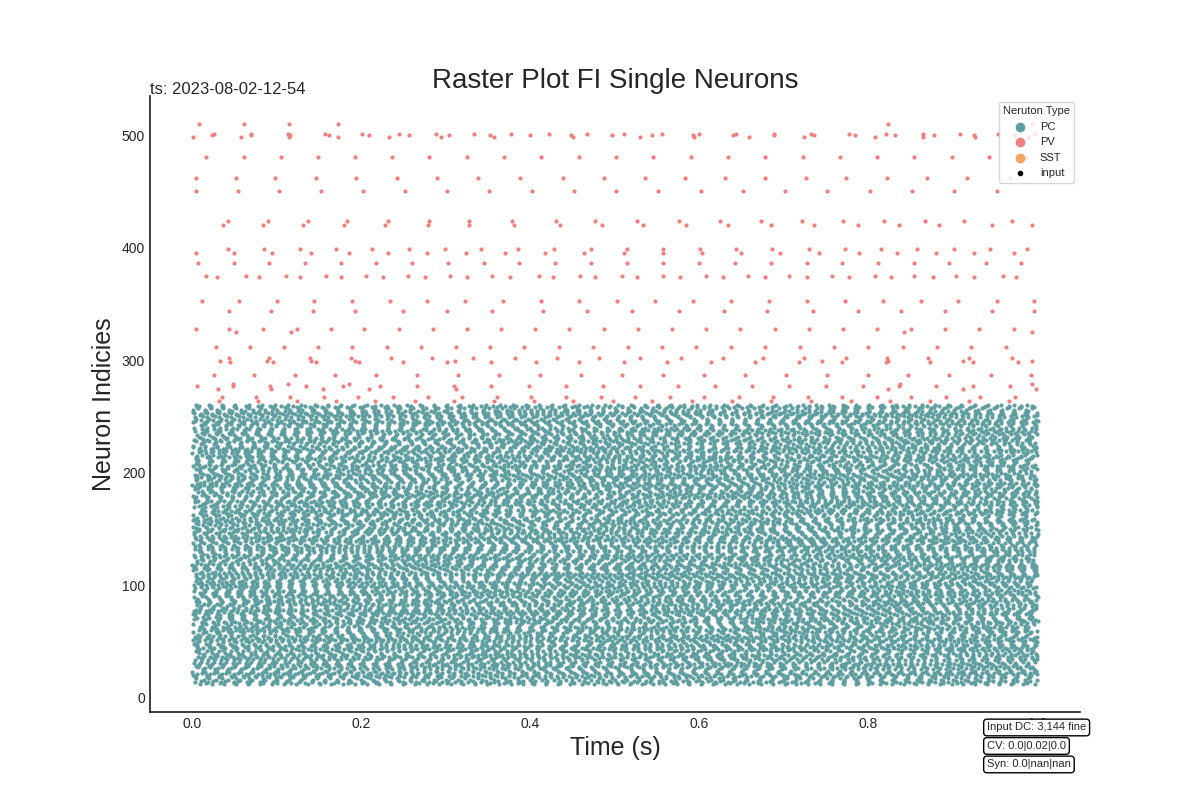 Raster Plot FI Single Neurons
ts: 2023-08-02-12-54
Neruton Type
PC
PV
SST
input
500
400
300
200
100
0
Neuron Indicies
0.0 0.2 0.4 0.6 0.8
Time (s)
Input DC: 3,144 fine
CV: 0.0|0.02|0.0
Syn: 0.0|nan|nan